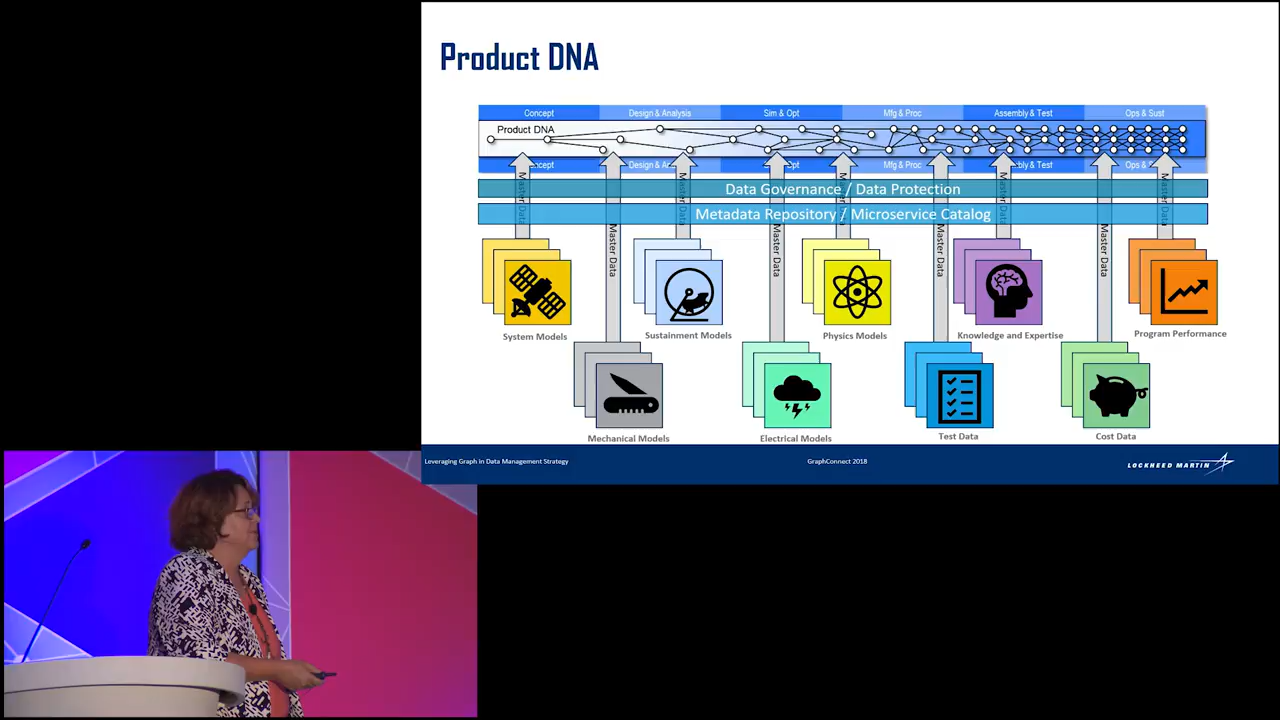 Product DNA
Concept Design & Analysis Sim & Opt Mfg & Proc Assembly & Test Ops & Sust
Product DNA
Mfg & Proc
Data Governance / Data Protection
Metadata Repository / Microservice Catalog
Master Data Master Data Master Data Master Data
System Models Sustainment Models Physics Models Knowledge and Expertise Program Performance
Mechanical Models Electrical Models Test Data Cost Data
Leveraging Graph in Data Management Strategy GraphConnect 2018 LOCKHEED MARTIN